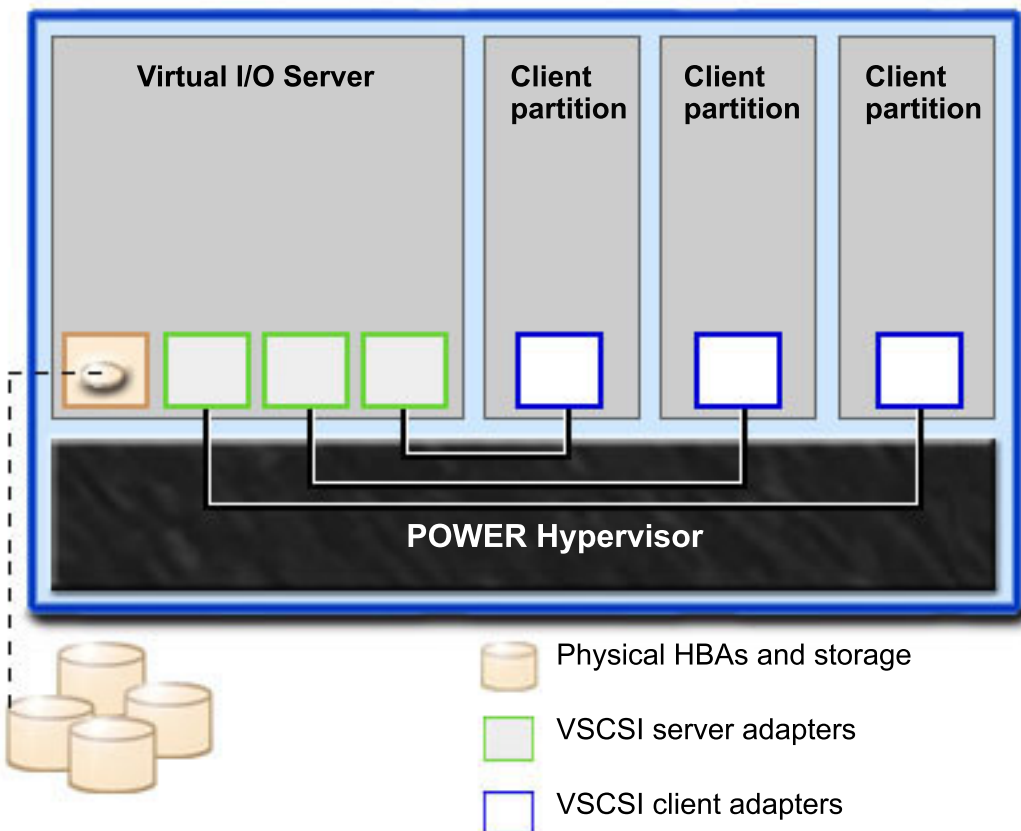 Virtual I/O Server
Client
partition
Client
partition
Client
partition
POWER Hypervisor
Physical HBAs and storage
VSCSI server adapters
VSCSI client adapters